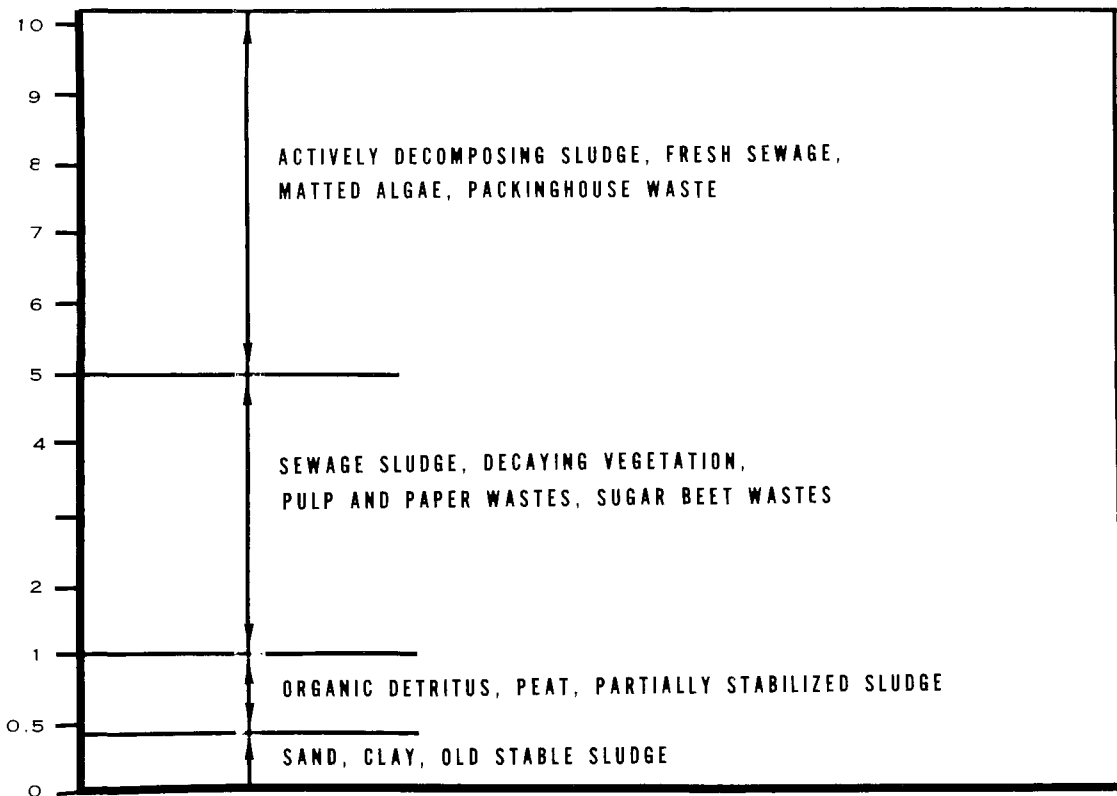 10
9
8
ACTIVELY DECOMPOSING SLUDGE, FRESH SEWAGE,
MATTED ALGAE, PACKINGHOUSE WASTE
7
6
5
4
SEWAGE SLUDGE, DECAYING VEGETATION,
PULP AND PAPER WASTES, SUGAR BEET WASTES
2
1
ORGANIC DETRITUS, PEAT, PARTIALLY STABILIZED SLUDGE
0.5
SAND, CLAY, OLD STABLE SLUDGE
0